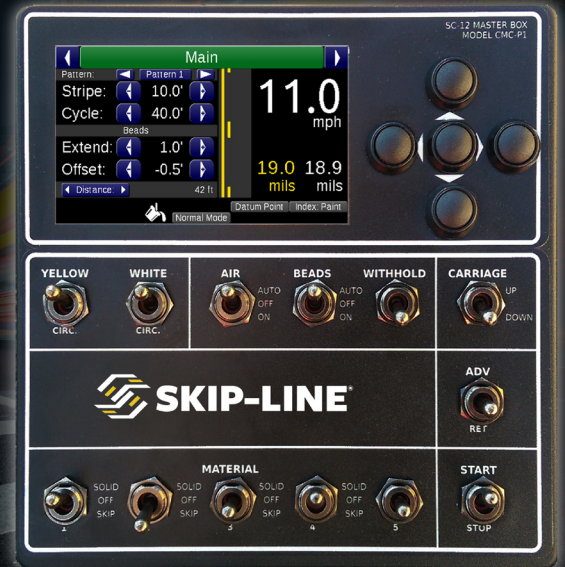 SC-12 MASTER BOX
MODEL CMC-P1
Main
Pattern: Pattern 1
Stripe: 10.0'
Cycle: 40.0'
Beads
Extend: 1.0'
Offset: -0.5'
Distance: 42 ft
11.0
mph
19.0 18.9
mils mils
Datum Point Index. Paint
Normal Mode
YELLOW WHITE AIR BEADS WITHHOLD CARRIAGE
AUTO AUTO UP
OFF OFF
CIRC. CIRC. ON ON DOWN
SKIP-LINE®
ADV
RET
MATERIAL START
SOLID SOLID SOLID SOLID
OFF OFF OFF OFF
SKIP SKIP SKIP SKIP
1 3 4 5 STOP